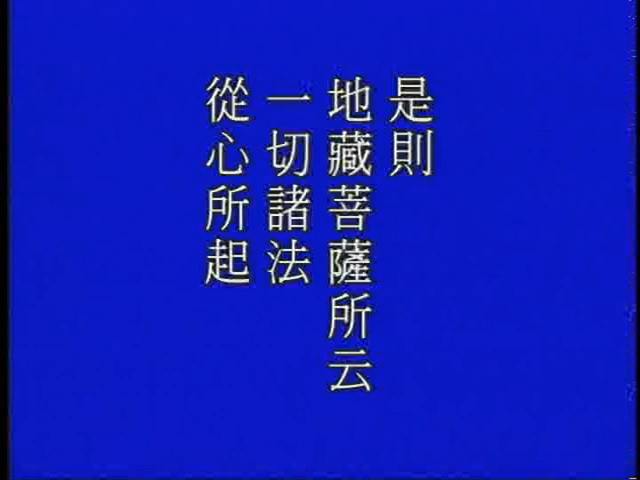 是則
地藏菩薩所云
一切諸法
從心所起